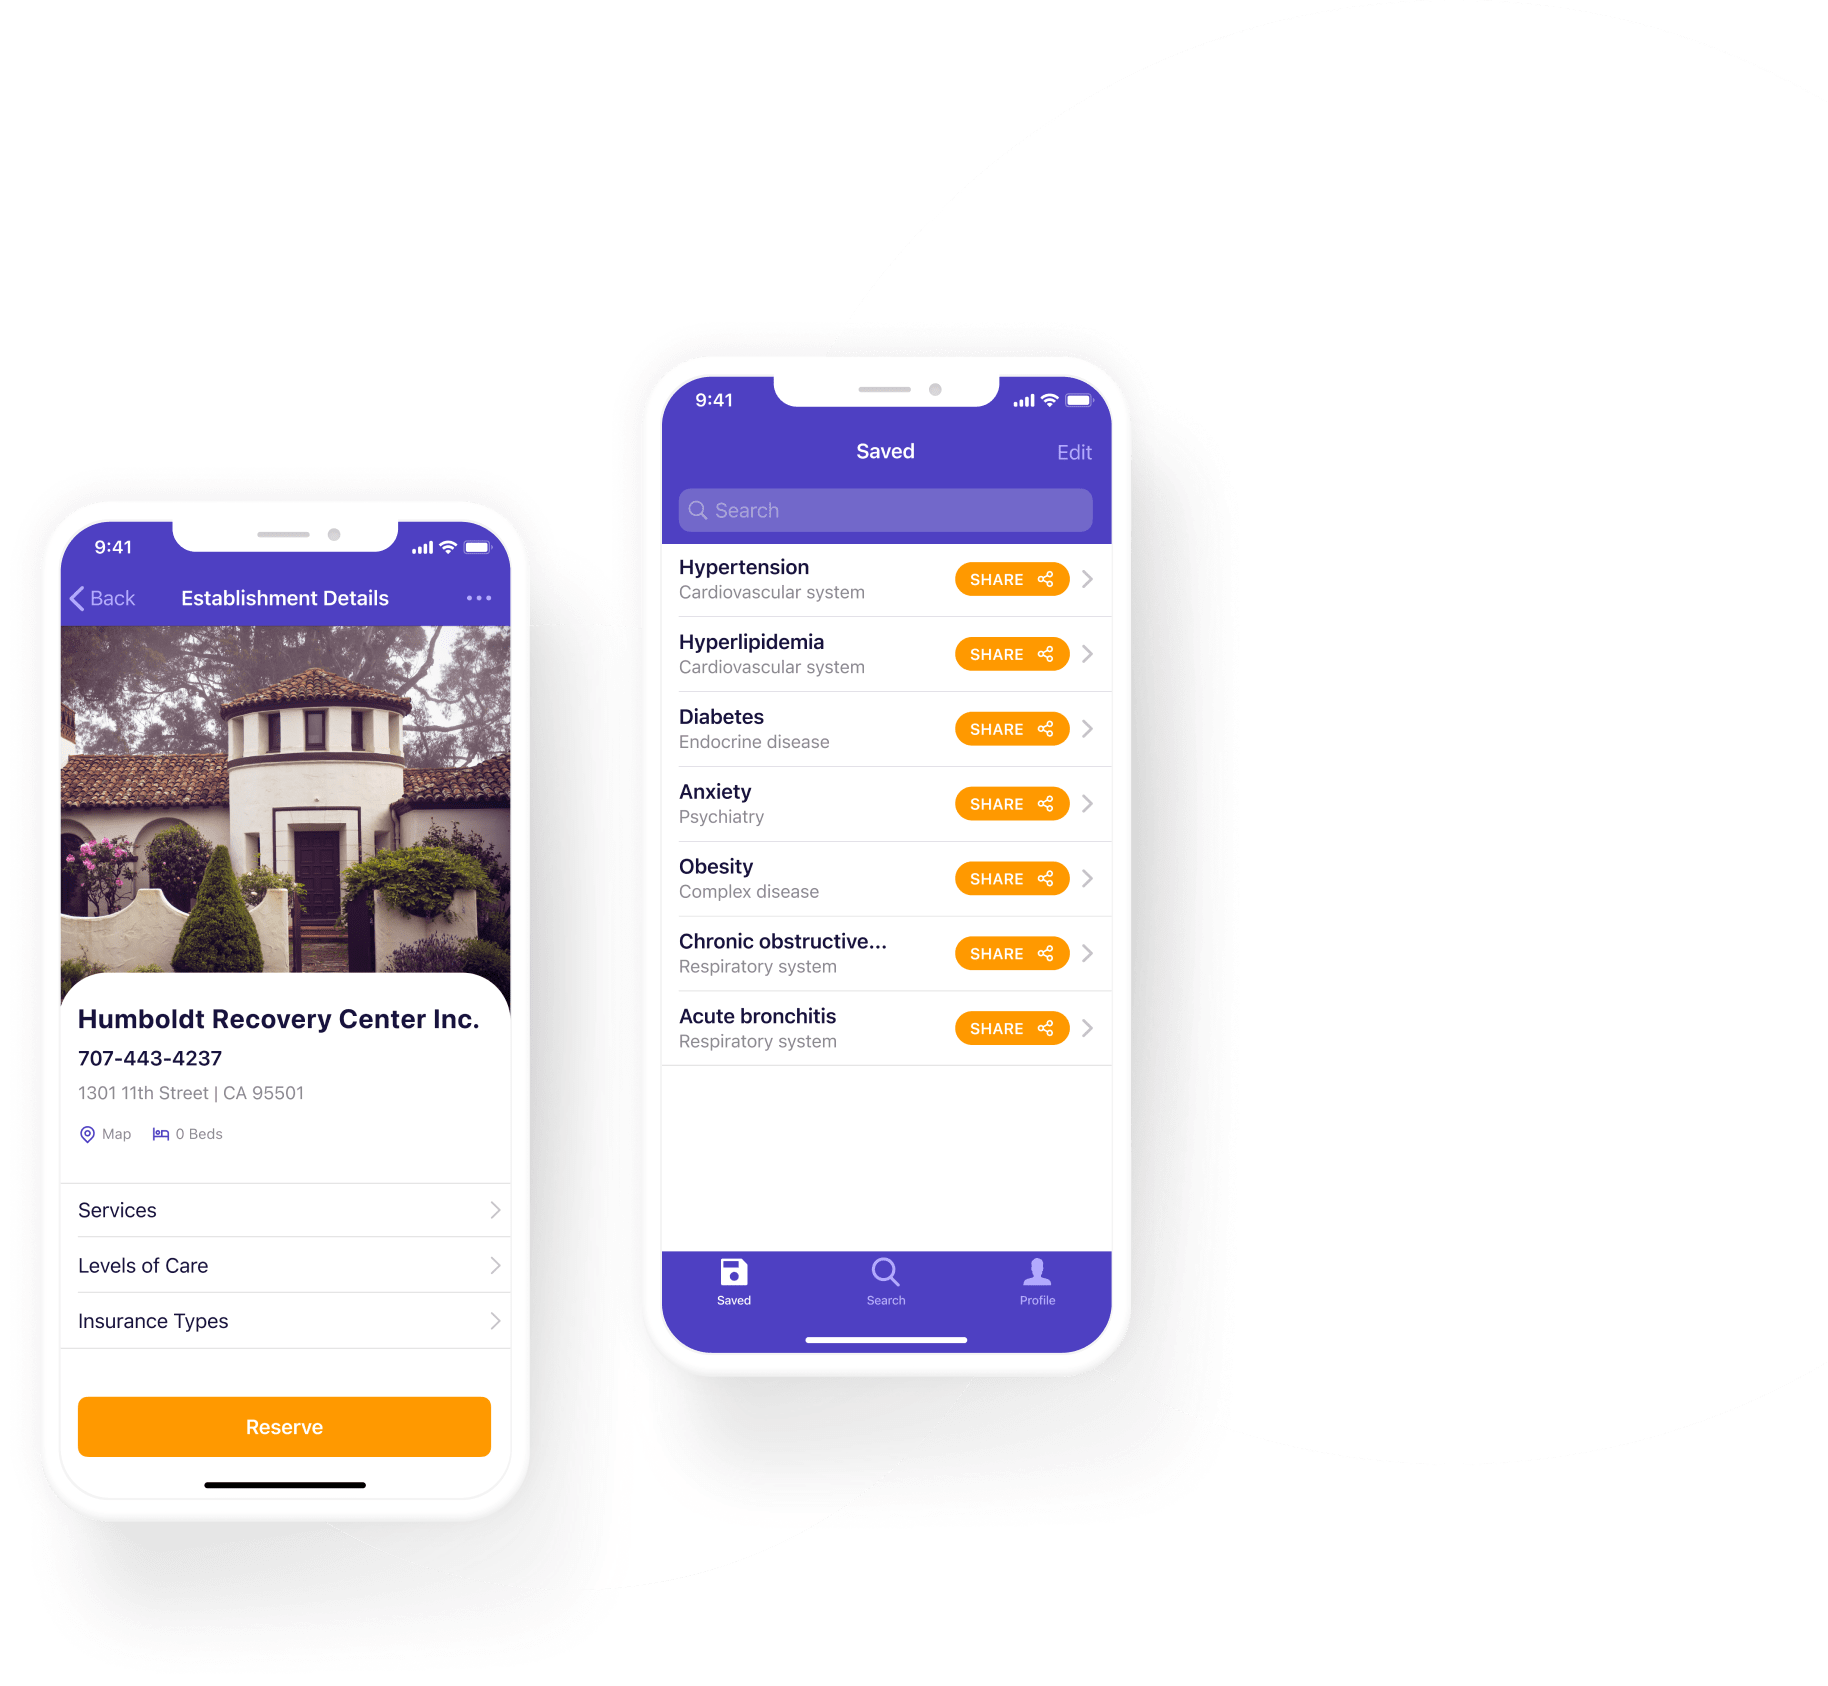 9:41
Back
Establishment Details
Humboldt Recovery Center Inc.
707-443-4237
1301 11th Street | CA 95501
Map
0 Beds
Services
Levels of Care
Insurance Types
Reserve
9:41
Saved
Edit
Search
Hypertension
Cardiovascular system
SHARE
Hyperlipidemia
Cardiovascular system
SHARE
Diabetes
Endocrine disease
SHARE
Anxiety
Psychiatry
SHARE
Obesity
Complex disease
SHARE
Chronic obstructive...
Respiratory system
SHARE
Acute bronchitis
Respiratory system
SHARE
Saved
Search
Profile